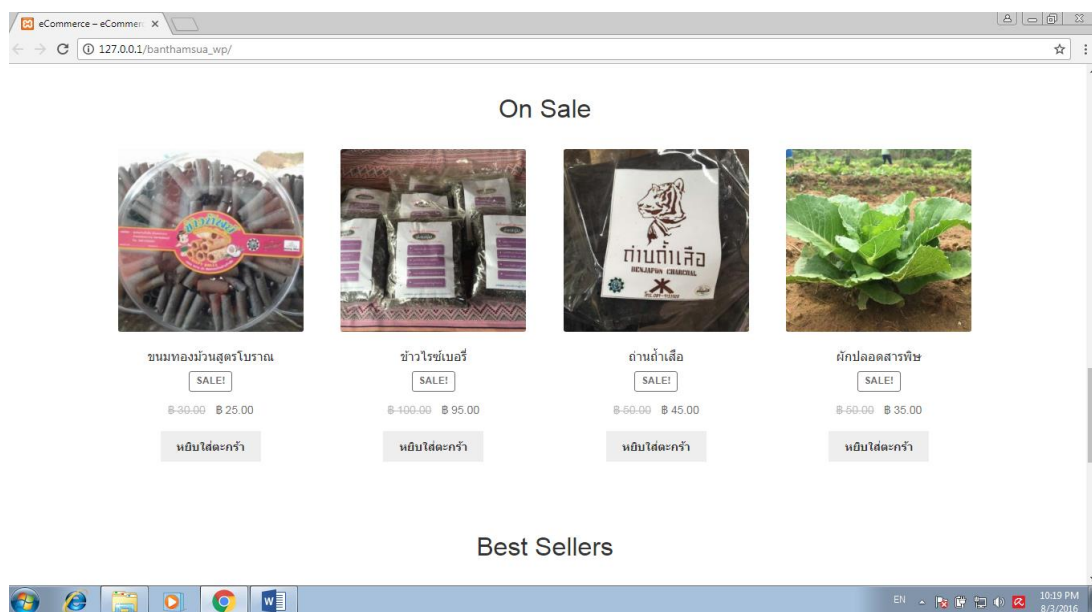 eCommerce – eCommer
127.0.0.1/banthamsua_wp/
On Sale
ถ่านถ้ำเสือ
BENJAPON CHARCOAL
ขนมทองม้วนสูตรโบราณ
ข้าวไรซ์เบอรี่
ถ่านถ้ำเสือ
ผักปลอดสารพิษ
SALE!
SALE!
SALE!
SALE!
฿ 30.00 ฿ 25.00
฿ 100.00 ฿ 95.00
฿ 50.00 ฿ 45.00
฿ 50.00 ฿ 35.00
หยิบใส่ตะกร้า
หยิบใส่ตะกร้า
หยิบใส่ตะกร้า
หยิบใส่ตะกร้า
Best Sellers
EN
10:19 PM
8/3/2016